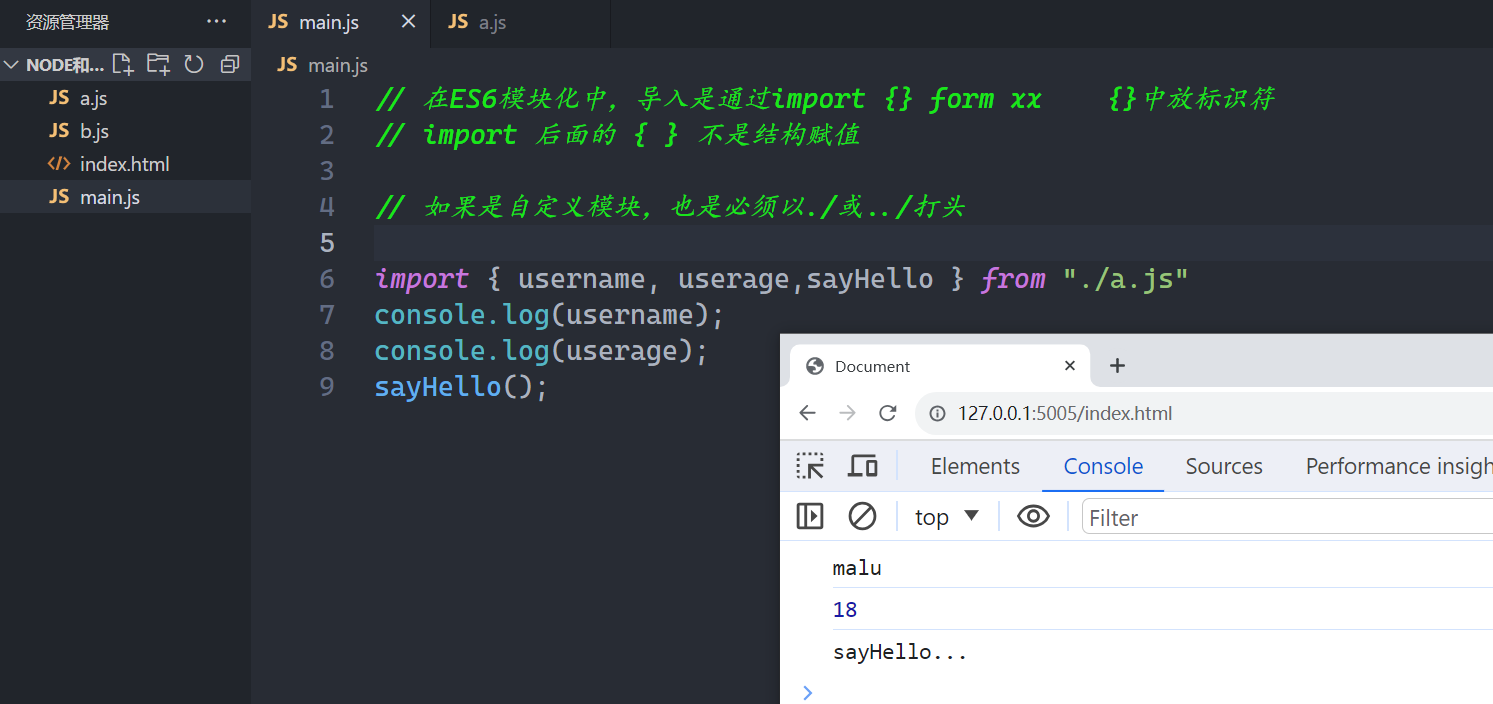 资源管理器 ...
NODE和...
JS a.js
JS b.js
</> index.html
JS main.js
JS main.js
JS a.js
JS main.js
1 // 在ES6模块化中，导入是通过import {} form xx {}中放标识符
2 // import 后面的 { } 不是结构赋值
3
4 // 如果是自定义模块，也是必须以./或../打头
5
6 import { username, userage,sayHello } from "./a.js"
7 console.log(username);
8 console.log(userage);
9 sayHello();
Document
127.0.0.1:5005/index.html
Elements Console Sources Performance insigh
top Filter
malu
18
sayHello...